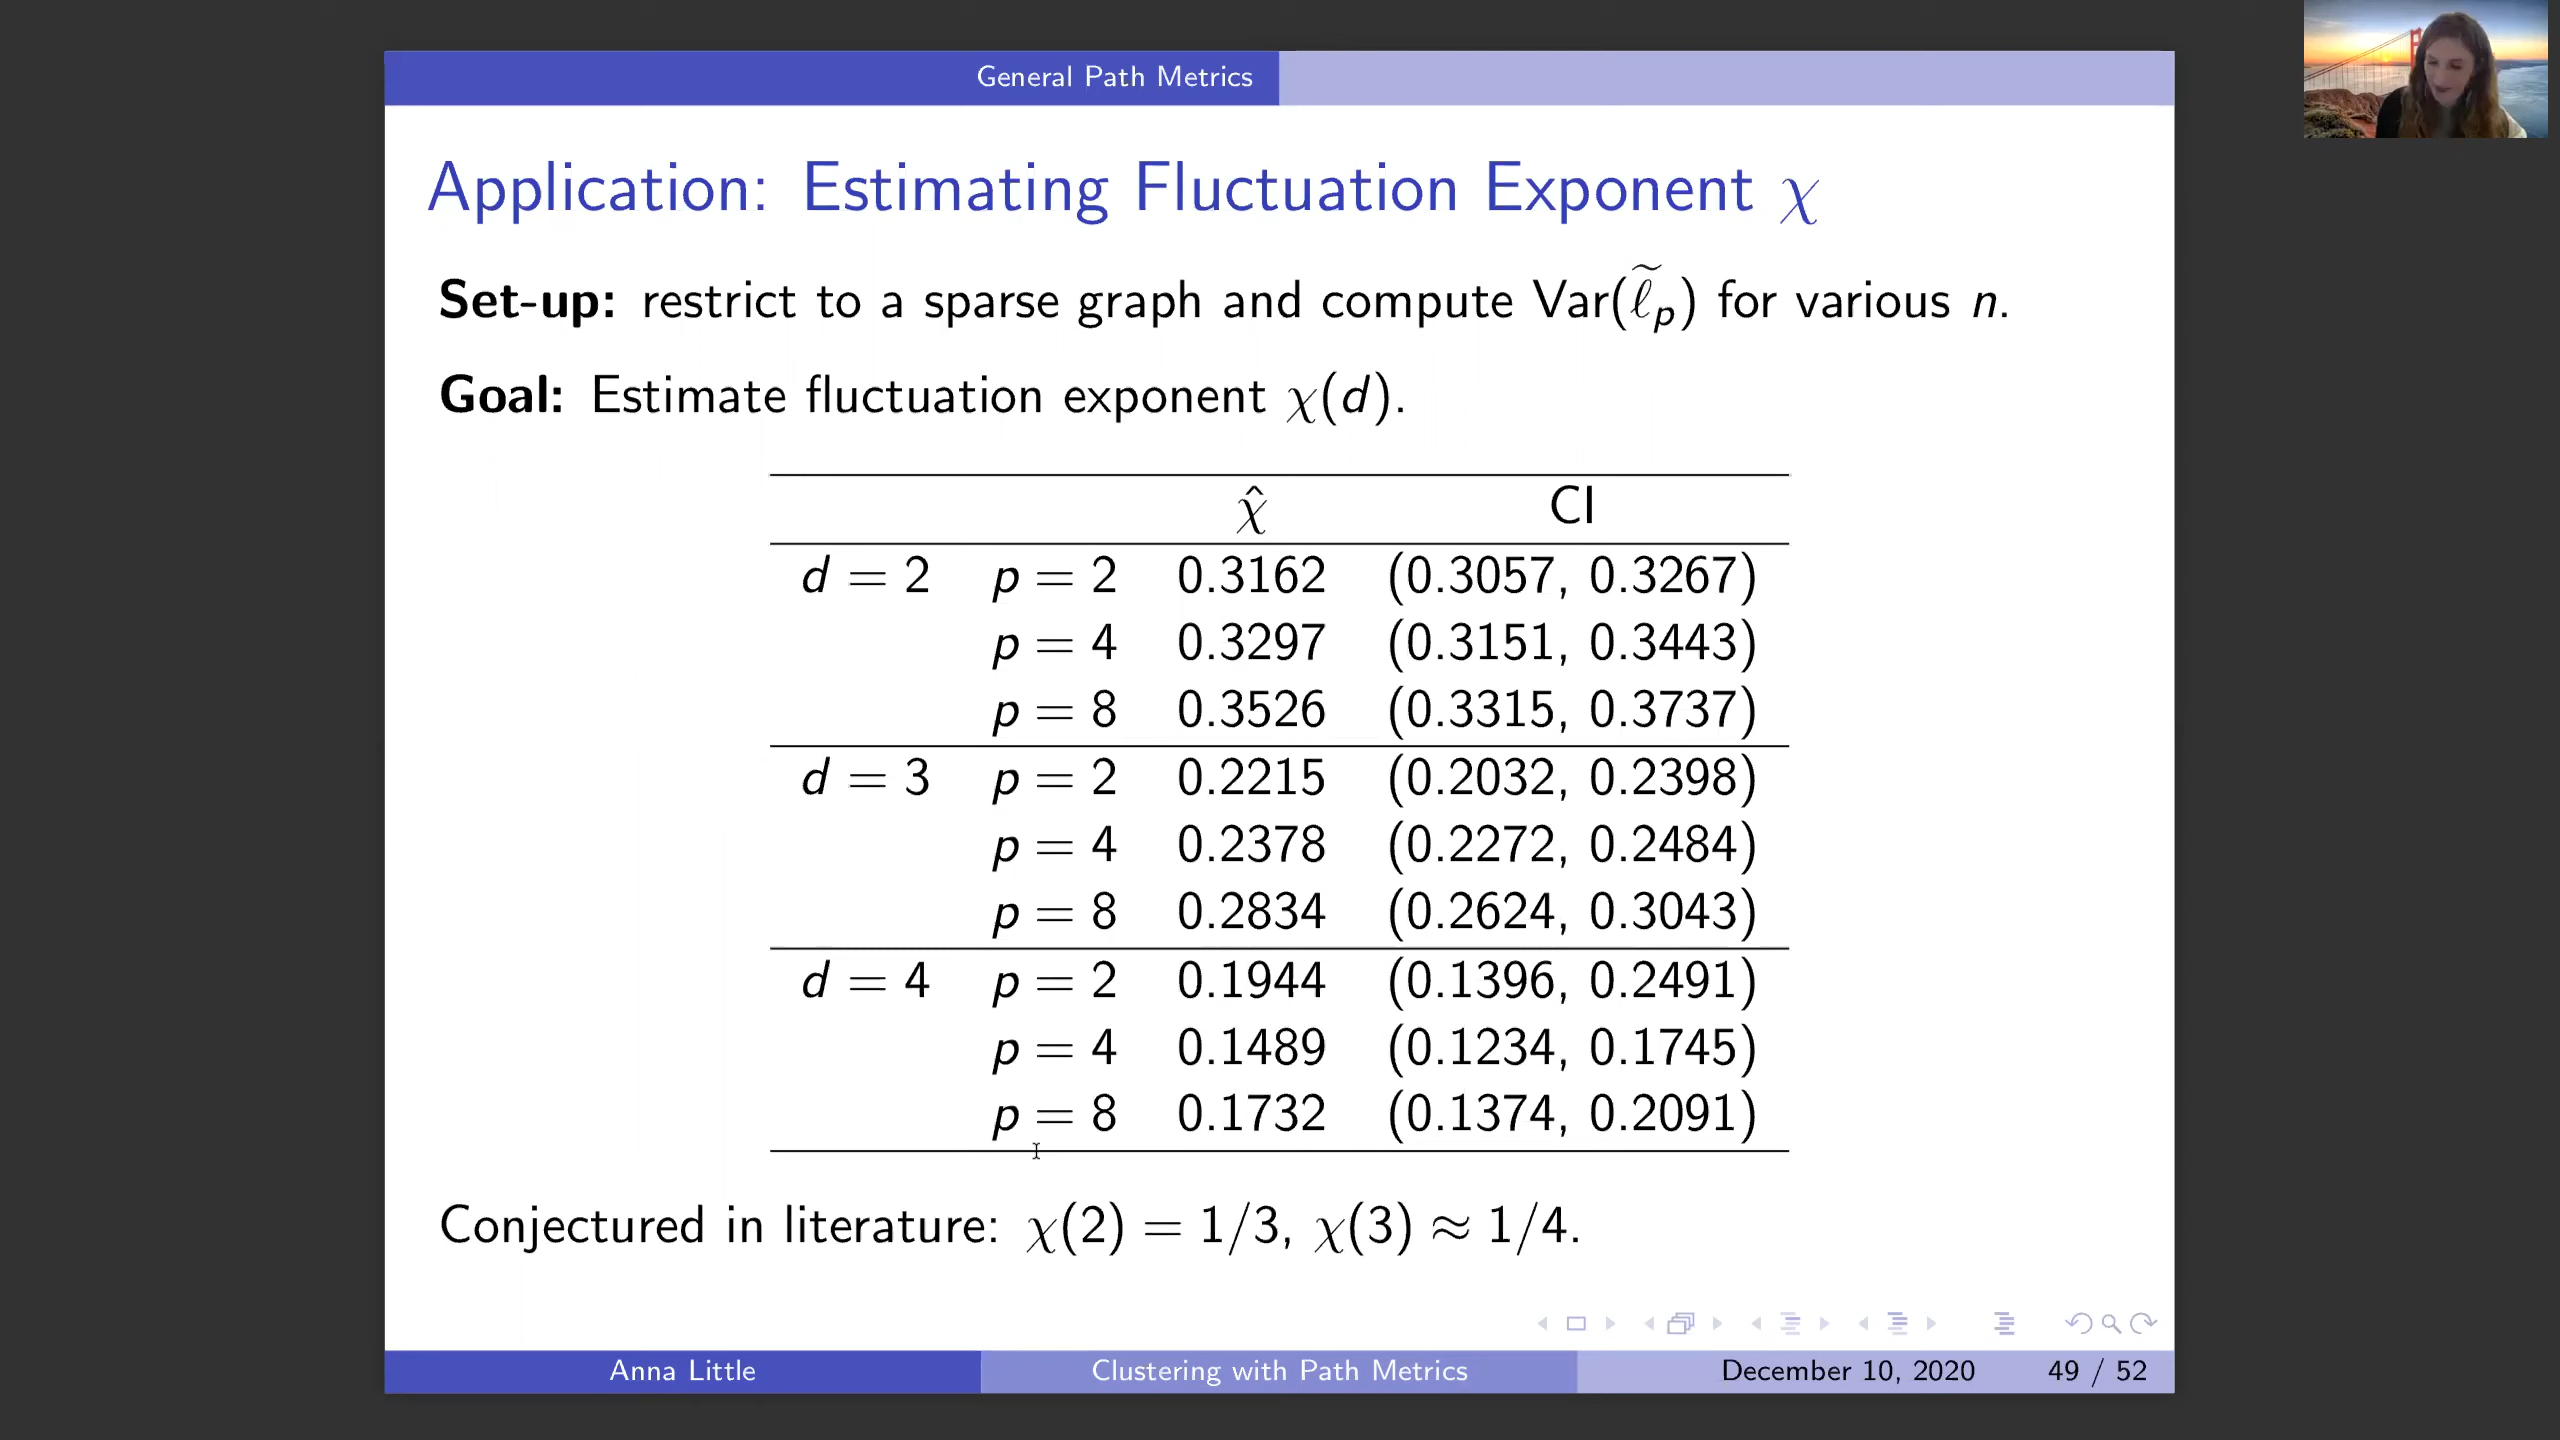 General Path Metrics
Application: Estimating Fluctuation Exponent χ
Set-up: restrict to a sparse graph and compute Var(ℓ̃ₚ) for various n.
Goal: Estimate fluctuation exponent χ(d).
χ̂ CI
d = 2 p = 2 0.3162 (0.3057, 0.3267)
p = 4 0.3297 (0.3151, 0.3443)
p = 8 0.3526 (0.3315, 0.3737)
d = 3 p = 2 0.2215 (0.2032, 0.2398)
p = 4 0.2378 (0.2272, 0.2484)
p = 8 0.2834 (0.2624, 0.3043)
d = 4 p = 2 0.1944 (0.1396, 0.2491)
p = 4 0.1489 (0.1234, 0.1745)
p = 8 0.1732 (0.1374, 0.2091)
Conjectured in literature: χ(2) = 1/3, χ(3) ≈ 1/4.
Anna Little Clustering with Path Metrics December 10, 2020 49 / 52